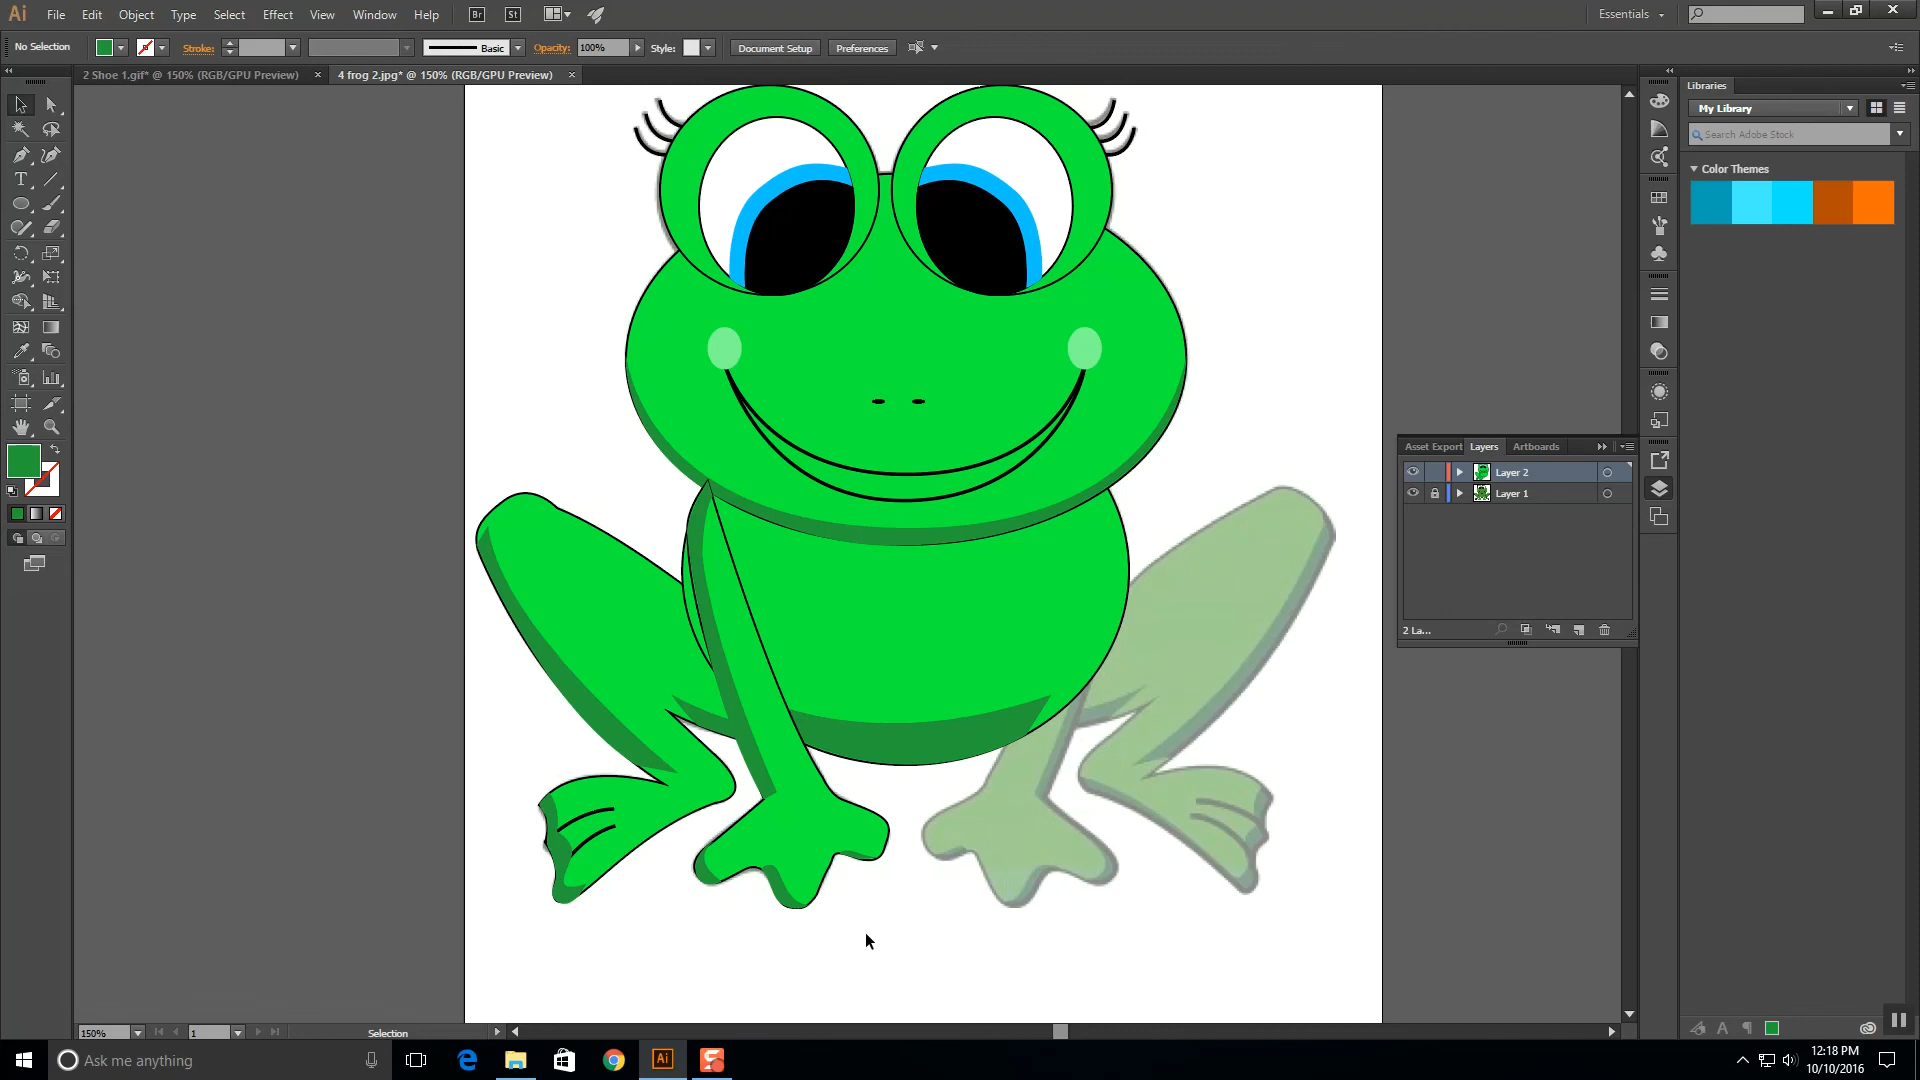 Ai File Edit Object Type Select Effect View Window Help Br St Essentials
No Selection Stroke: Basic Opacity: 100% Style: Document Setup Preferences
2 Shoe 1.gif* @ 150% (RGB/GPU Preview) × 4 frog 2.jpg* @ 150% (RGB/GPU Preview) ×
Libraries
My Library
Search Adobe Stock
Color Themes
Asset Export Layers Artboards
Layer 2
Layer 1
2 La...
150% 1 Selection
Ask me anything
Ai
12:18 PM
10/10/2016